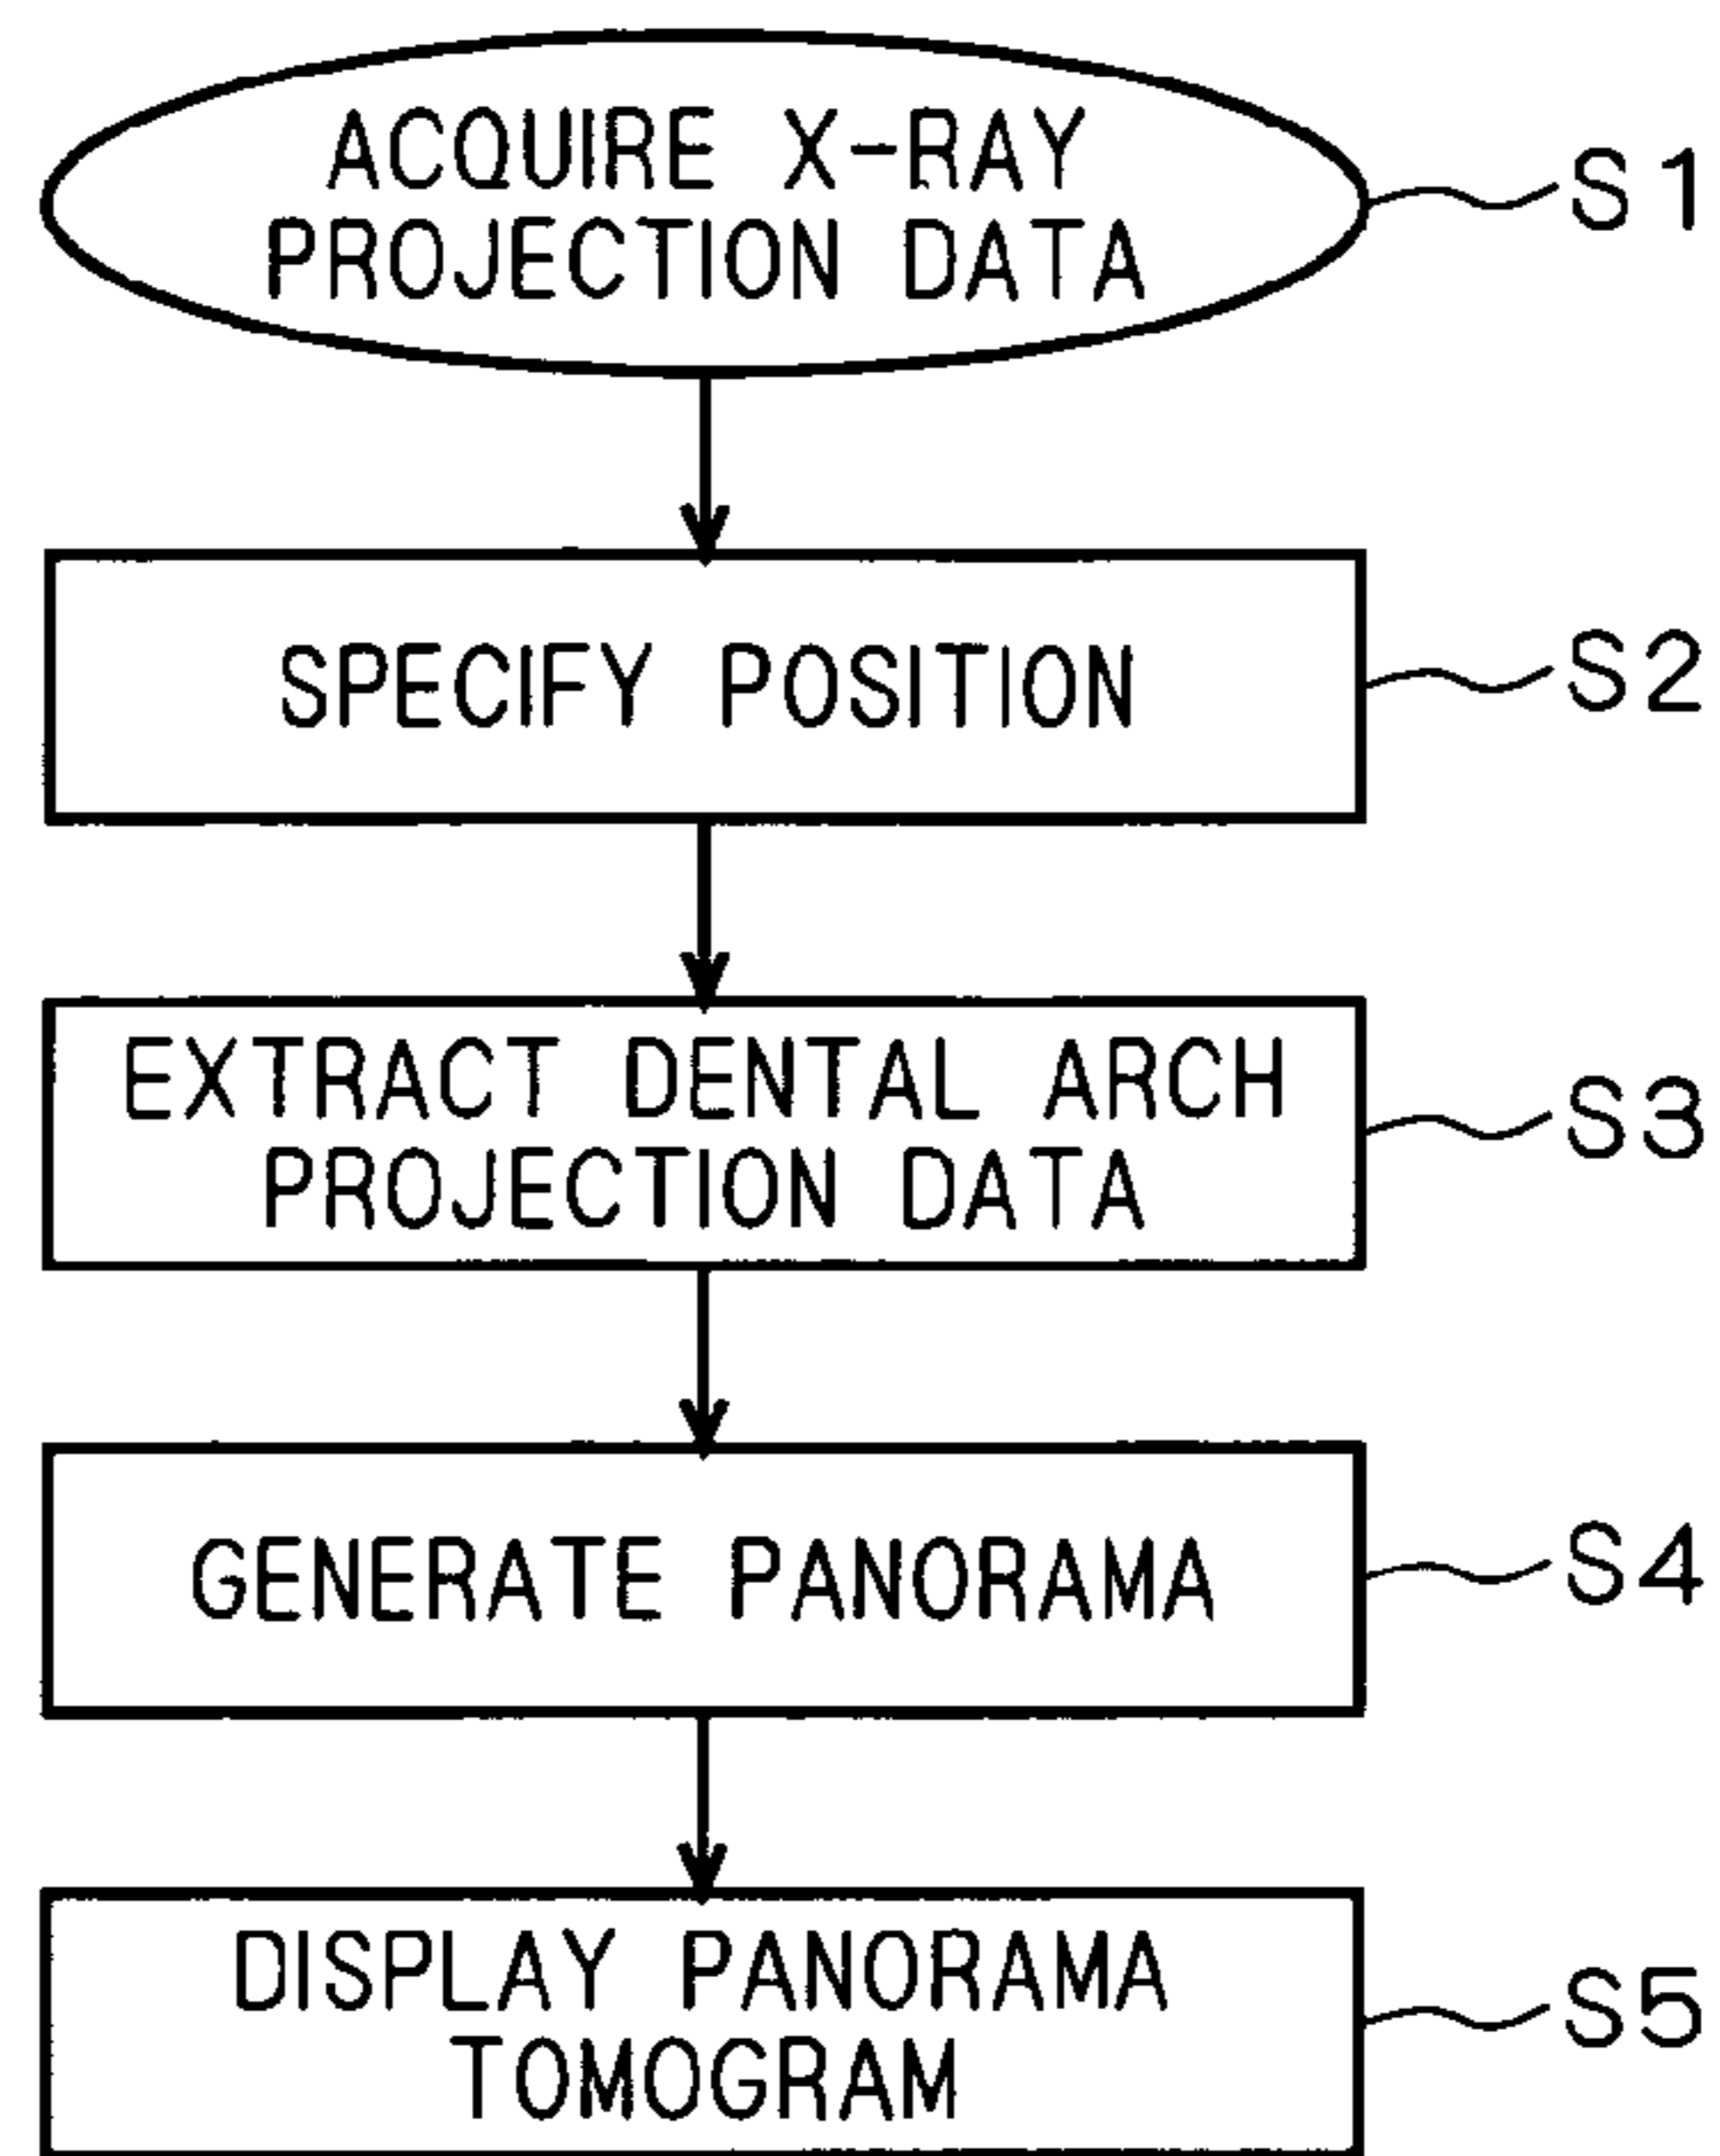 ACQUIRE X-RAY
PROJECTION DATA
S1
SPECIFY POSITION
S2
EXTRACT DENTAL ARCH
PROJECTION DATA
S3
GENERATE PANORAMA
S4
DISPLAY PANORAMA
TOMOGRAM
S5